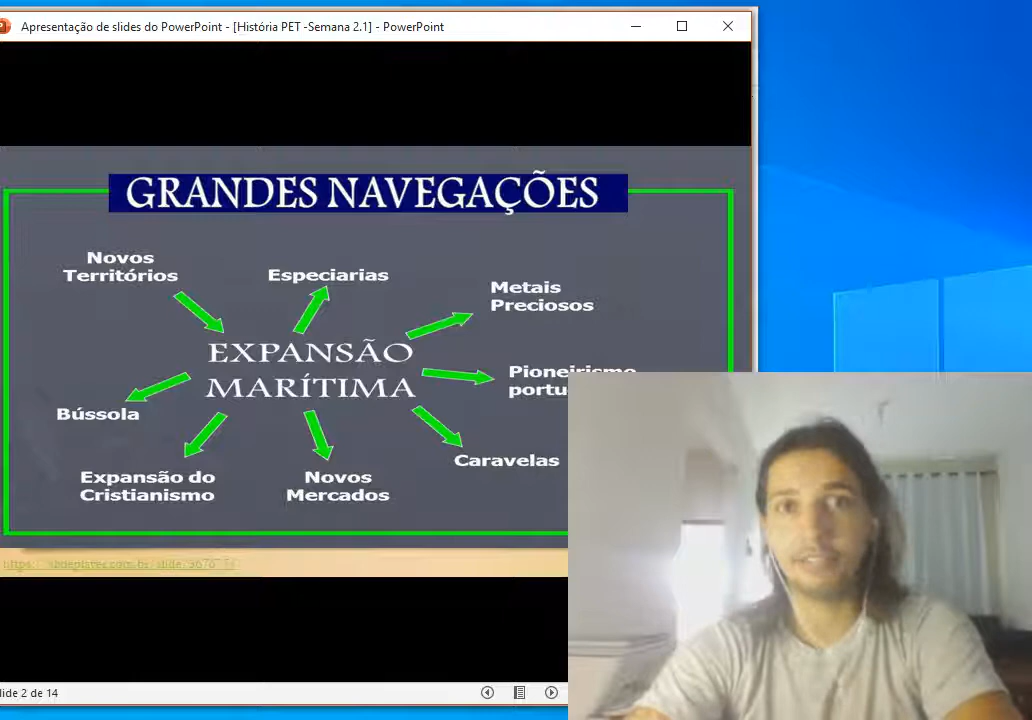 Apresentação de slides do PowerPoint - [História PET -Semana 2.1] - PowerPoint
GRANDES NAVEGAÇÕES
Novos
Territórios
Especiarias
Metais
Preciosos
EXPANSÃO
MARÍTIMA
Pioneirismo
Bússola
Caravelas
Expansão do
Cristianismo
Novos
Mercados
lide 2 de 14